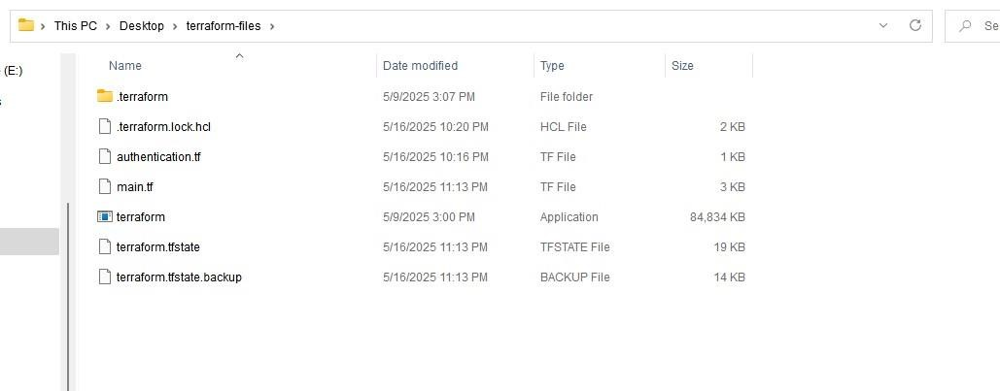 This PC > Desktop > terraform-files >
Se
(E:)
Name Date modified Type Size
.terraform 5/9/2025 3:07 PM File folder
.terraform.lock.hcl 5/16/2025 10:20 PM HCL File 2 KB
authentication.tf 5/16/2025 10:16 PM TF File 1 KB
main.tf 5/16/2025 11:13 PM TF File 3 KB
terraform 5/9/2025 3:00 PM Application 84,834 KB
terraform.tfstate 5/16/2025 11:13 PM TFSTATE File 19 KB
terraform.tfstate.backup 5/16/2025 11:13 PM BACKUP File 14 KB